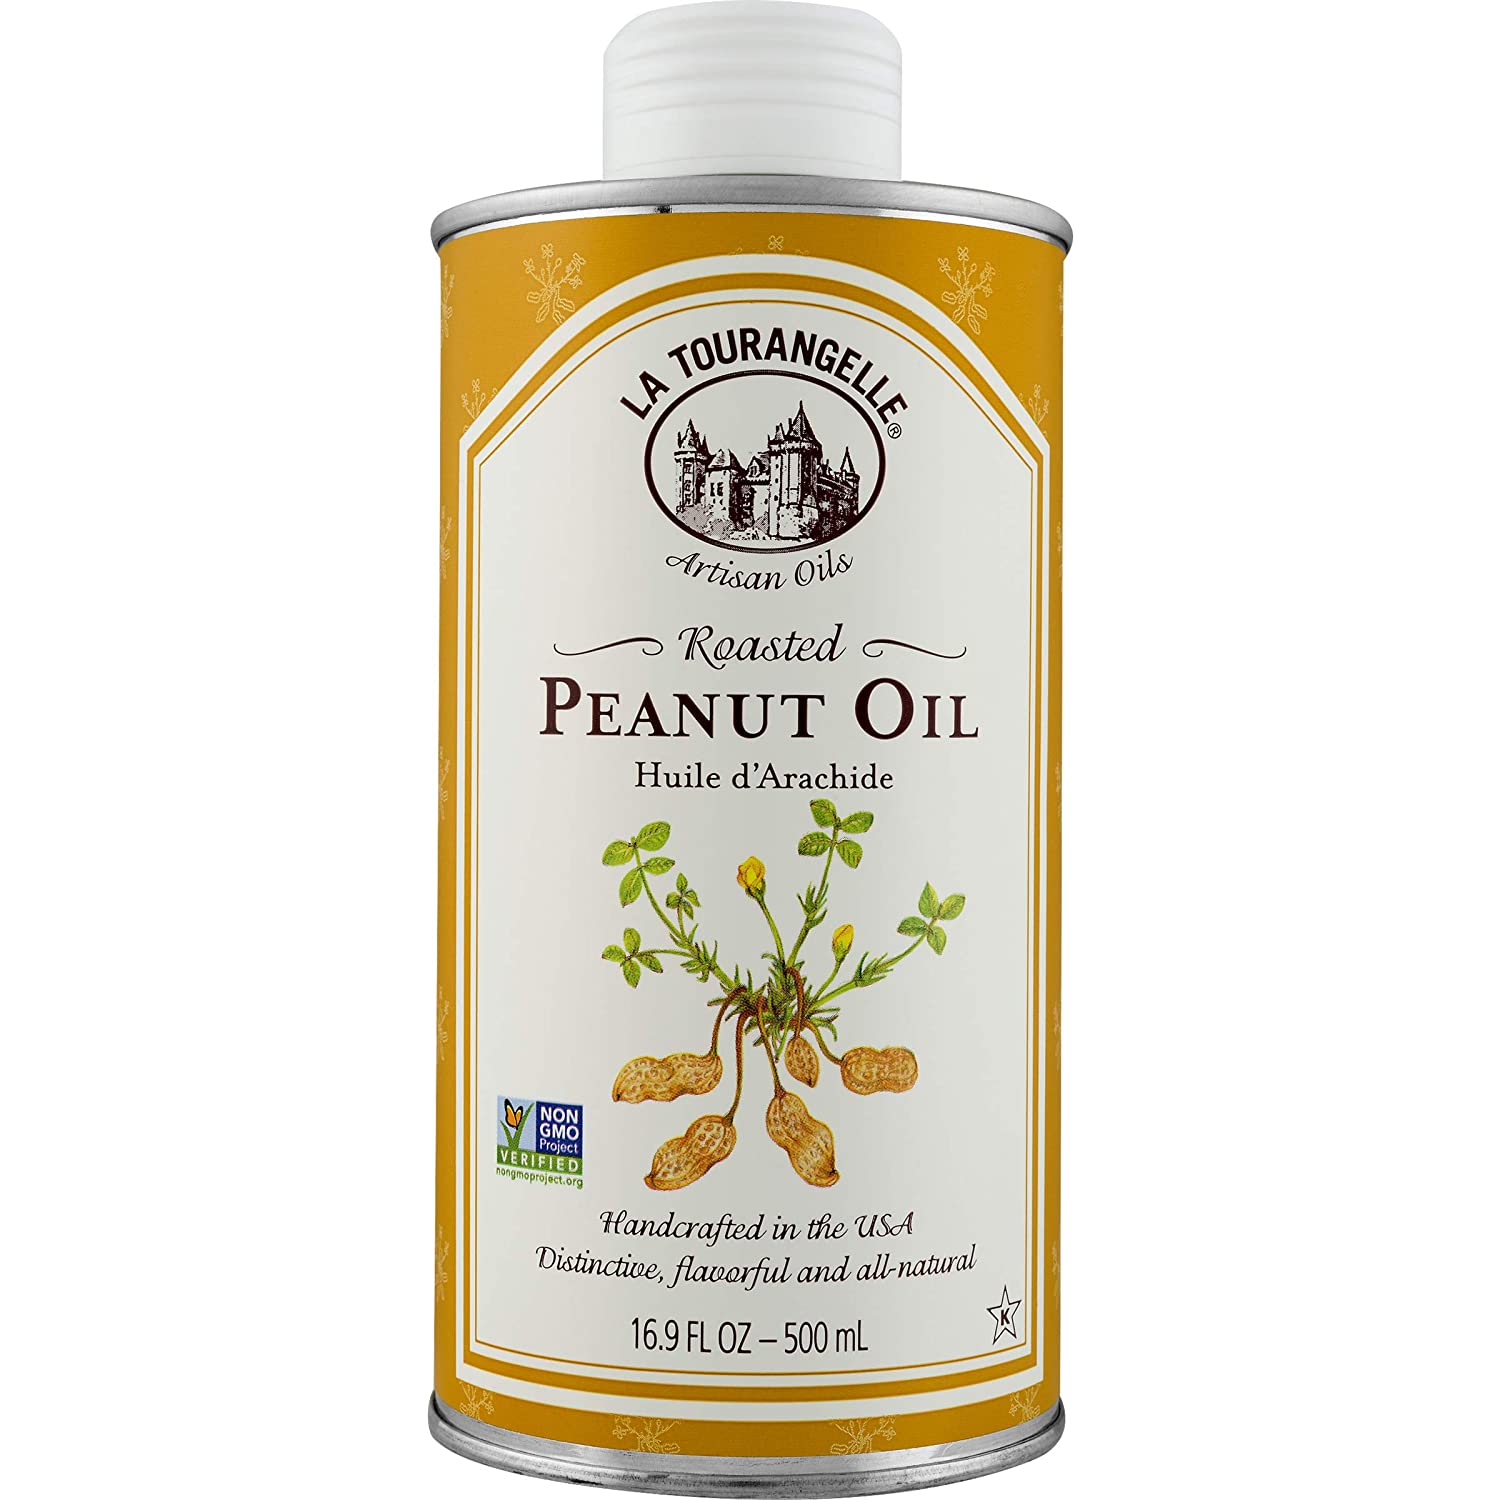 LA TOURANGELLE®
Artisan Oils
Roasted
PEANUT OIL
Huile d'Arachide
NON
GMO
Project
VERIFIED
nongmoproject.org
Handcrafted in the USA
Distinctive, flavorful and all-natural
K
16.9 FL OZ – 500 mL